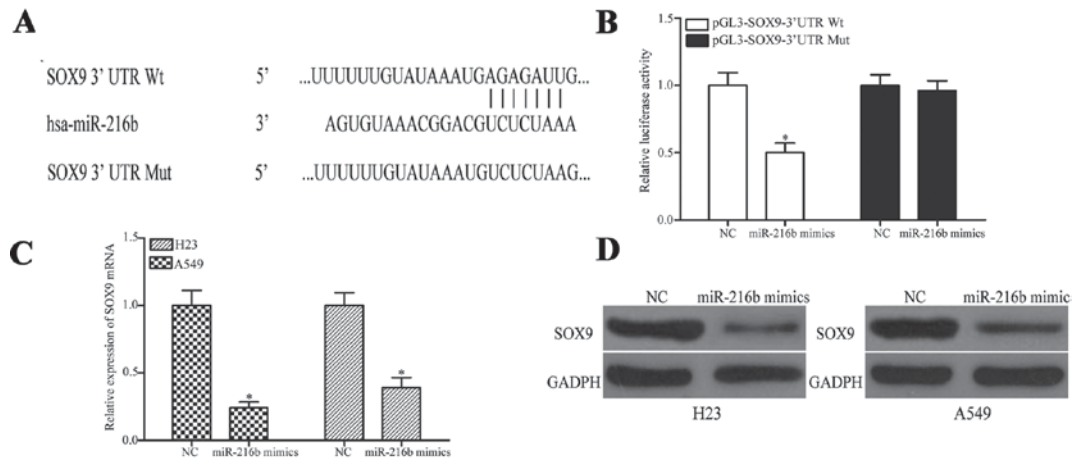 A
SOX9 3' UTR Wt 5' ...UUUUUUGUAUAAAUGAGAGAUUG...
hsa-miR-216b 3' AGUGUAAACGGACGUCUCUAAA
SOX9 3' UTR Mut 5' ...UUUUUUGUAUAAAUGUCUCUAAG...
B
Relative luciferase activity
1.5
1.0
0.5
0.0
pGL3-SOX9-3'UTR Wt
pGL3-SOX9-3'UTR Mut
*
NC miR-216b mimics NC miR-216b mimics
C
Relative expression of SOX9 mRNA
1.5
1.0
0.5
0.0
H23
A549
*
*
NC miR-216b mimics NC miR-216b mimics
D
NC miR-216b mimics NC miR-216b mimics
SOX9 SOX9
GADPH GADPH
H23 A549